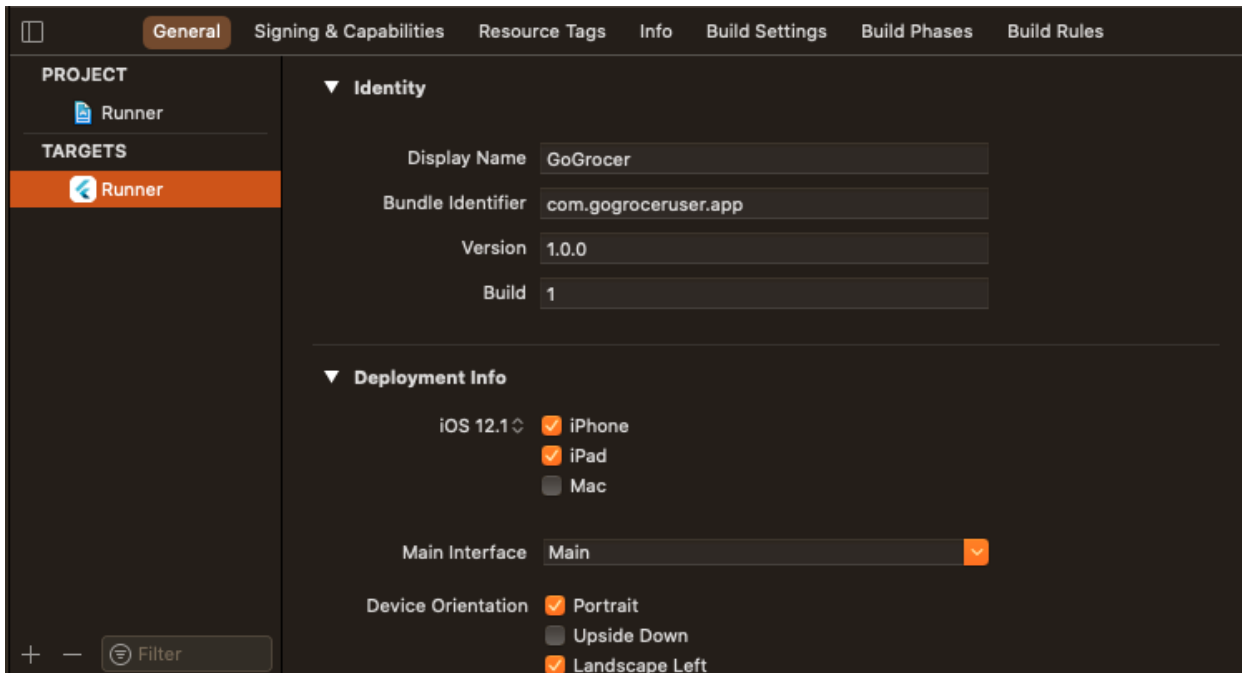 General Signing & Capabilities Resource Tags Info Build Settings Build Phases Build Rules
PROJECT
Runner
TARGETS
Runner
Filter
Identity
Display Name GoGrocer
Bundle Identifier com.gogroceruser.app
Version 1.0.0
Build 1
Deployment Info
iOS 12.1 iPhone
iPad
Mac
Main Interface Main
Device Orientation Portrait
Upside Down
Landscape Left